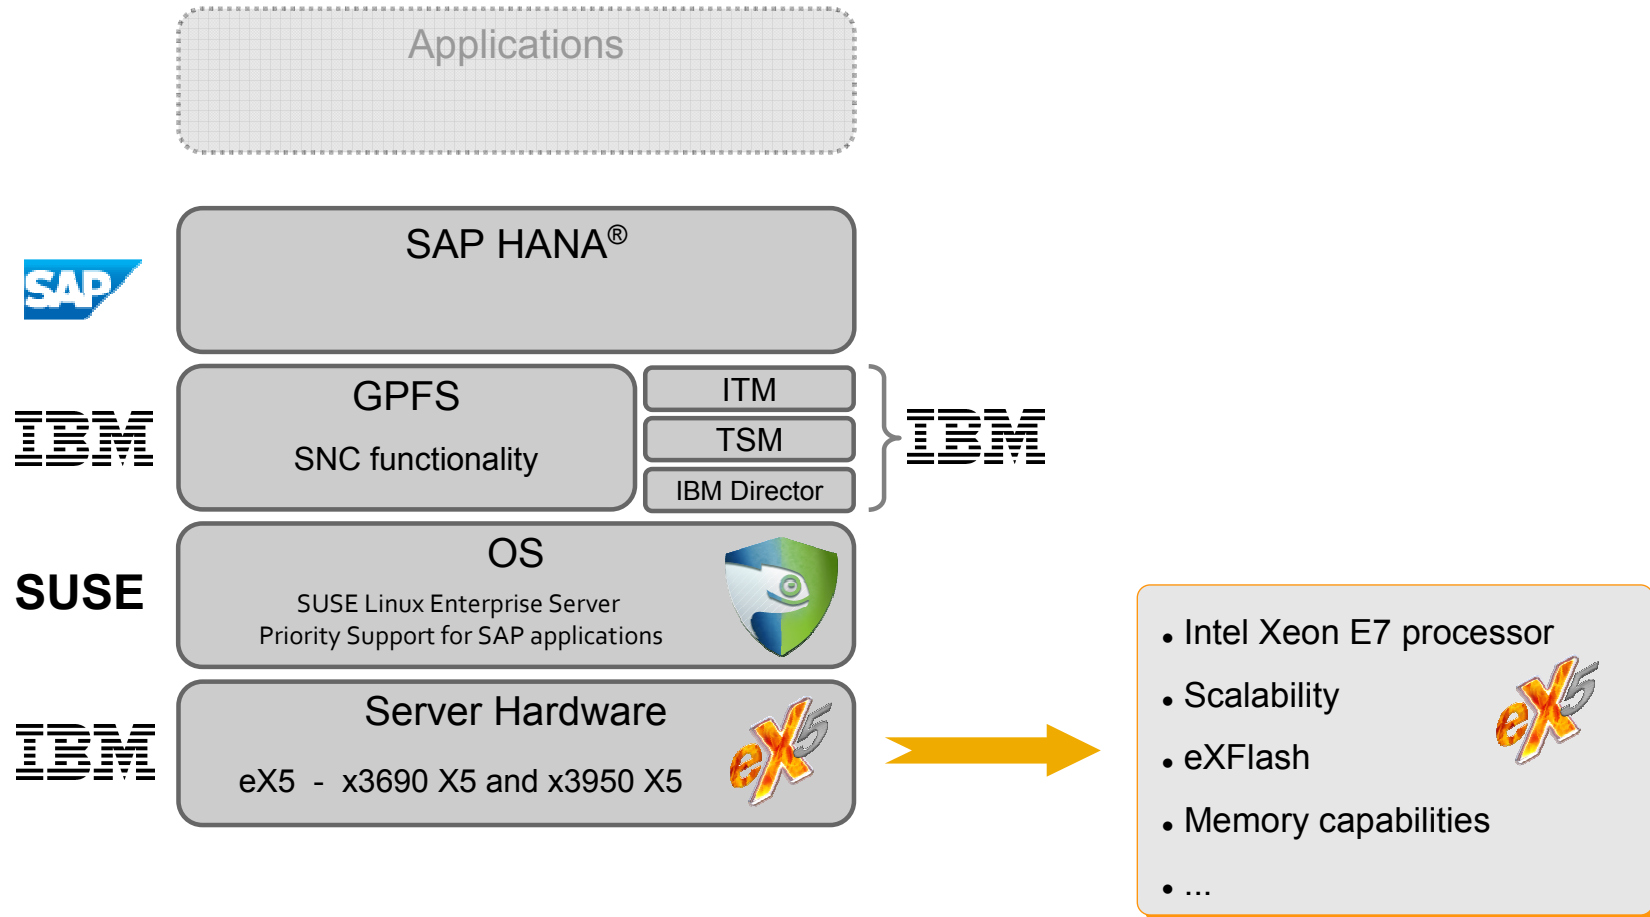 Applications
SAP HANA®
SAP
GPFS
SNC functionality
ITM
TSM
IBM Director
IBM
IBM
OS
SUSE Linux Enterprise Server
Priority Support for SAP applications
SUSE
Server Hardware
eX5 - x3690 X5 and x3950 X5
eX5
IBM
• Intel Xeon E7 processor
• Scalability
• eXFlash
• Memory capabilities
• ...
eX5